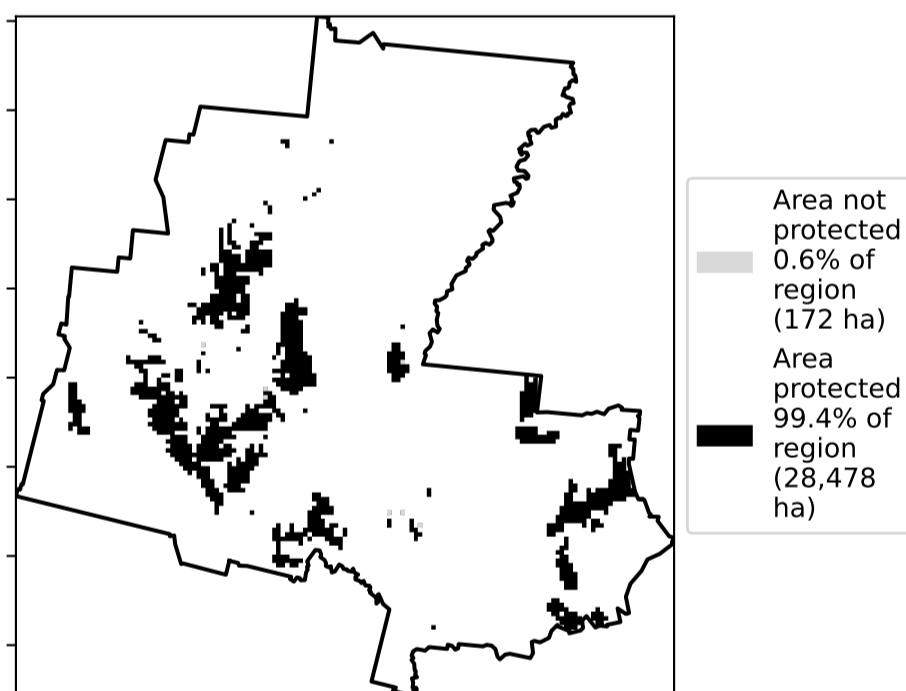 Area not
protected
0.6% of
region
(172 ha)
Area
protected
99.4% of
region
(28,478
ha)